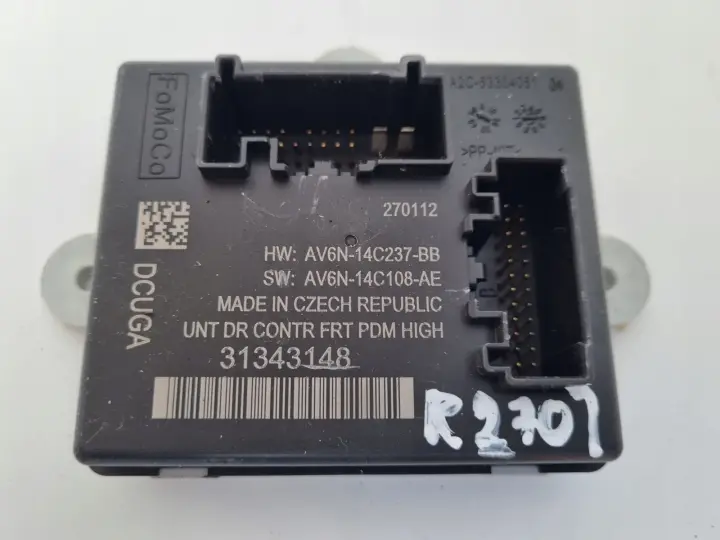 FoMoCo
270112
HW: AV6N-14C237-BB
SW: AV6N-14C108-AE
MADE IN CZECH REPUBLIC
UNT DR CONTR FRT PDM HIGH
31343148
DCUGA
R2707